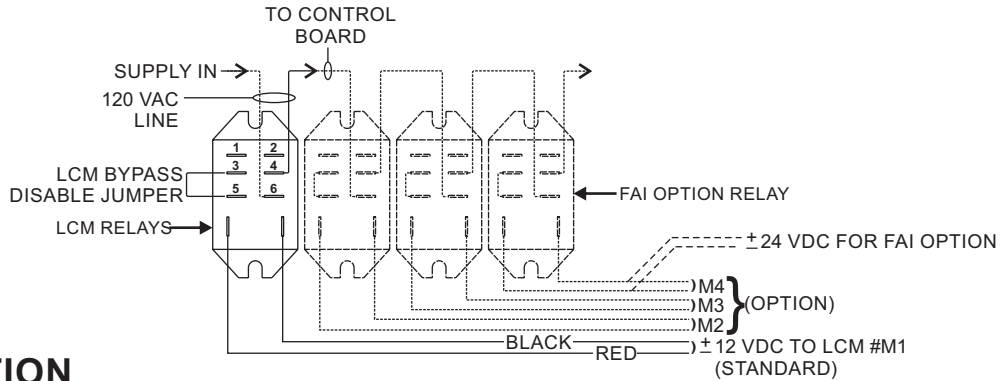 TO CONTROL
BOARD
SUPPLY IN
120 VAC
LINE
1 2
3 4
5 6
LCM BYPASS
DISABLE JUMPER
LCM RELAYS
FAI OPTION RELAY
± 24 VDC FOR FAI OPTION
M4
M3
M2
(OPTION)
BLACK
RED
± 12 VDC TO LCM #M1
(STANDARD)
TION